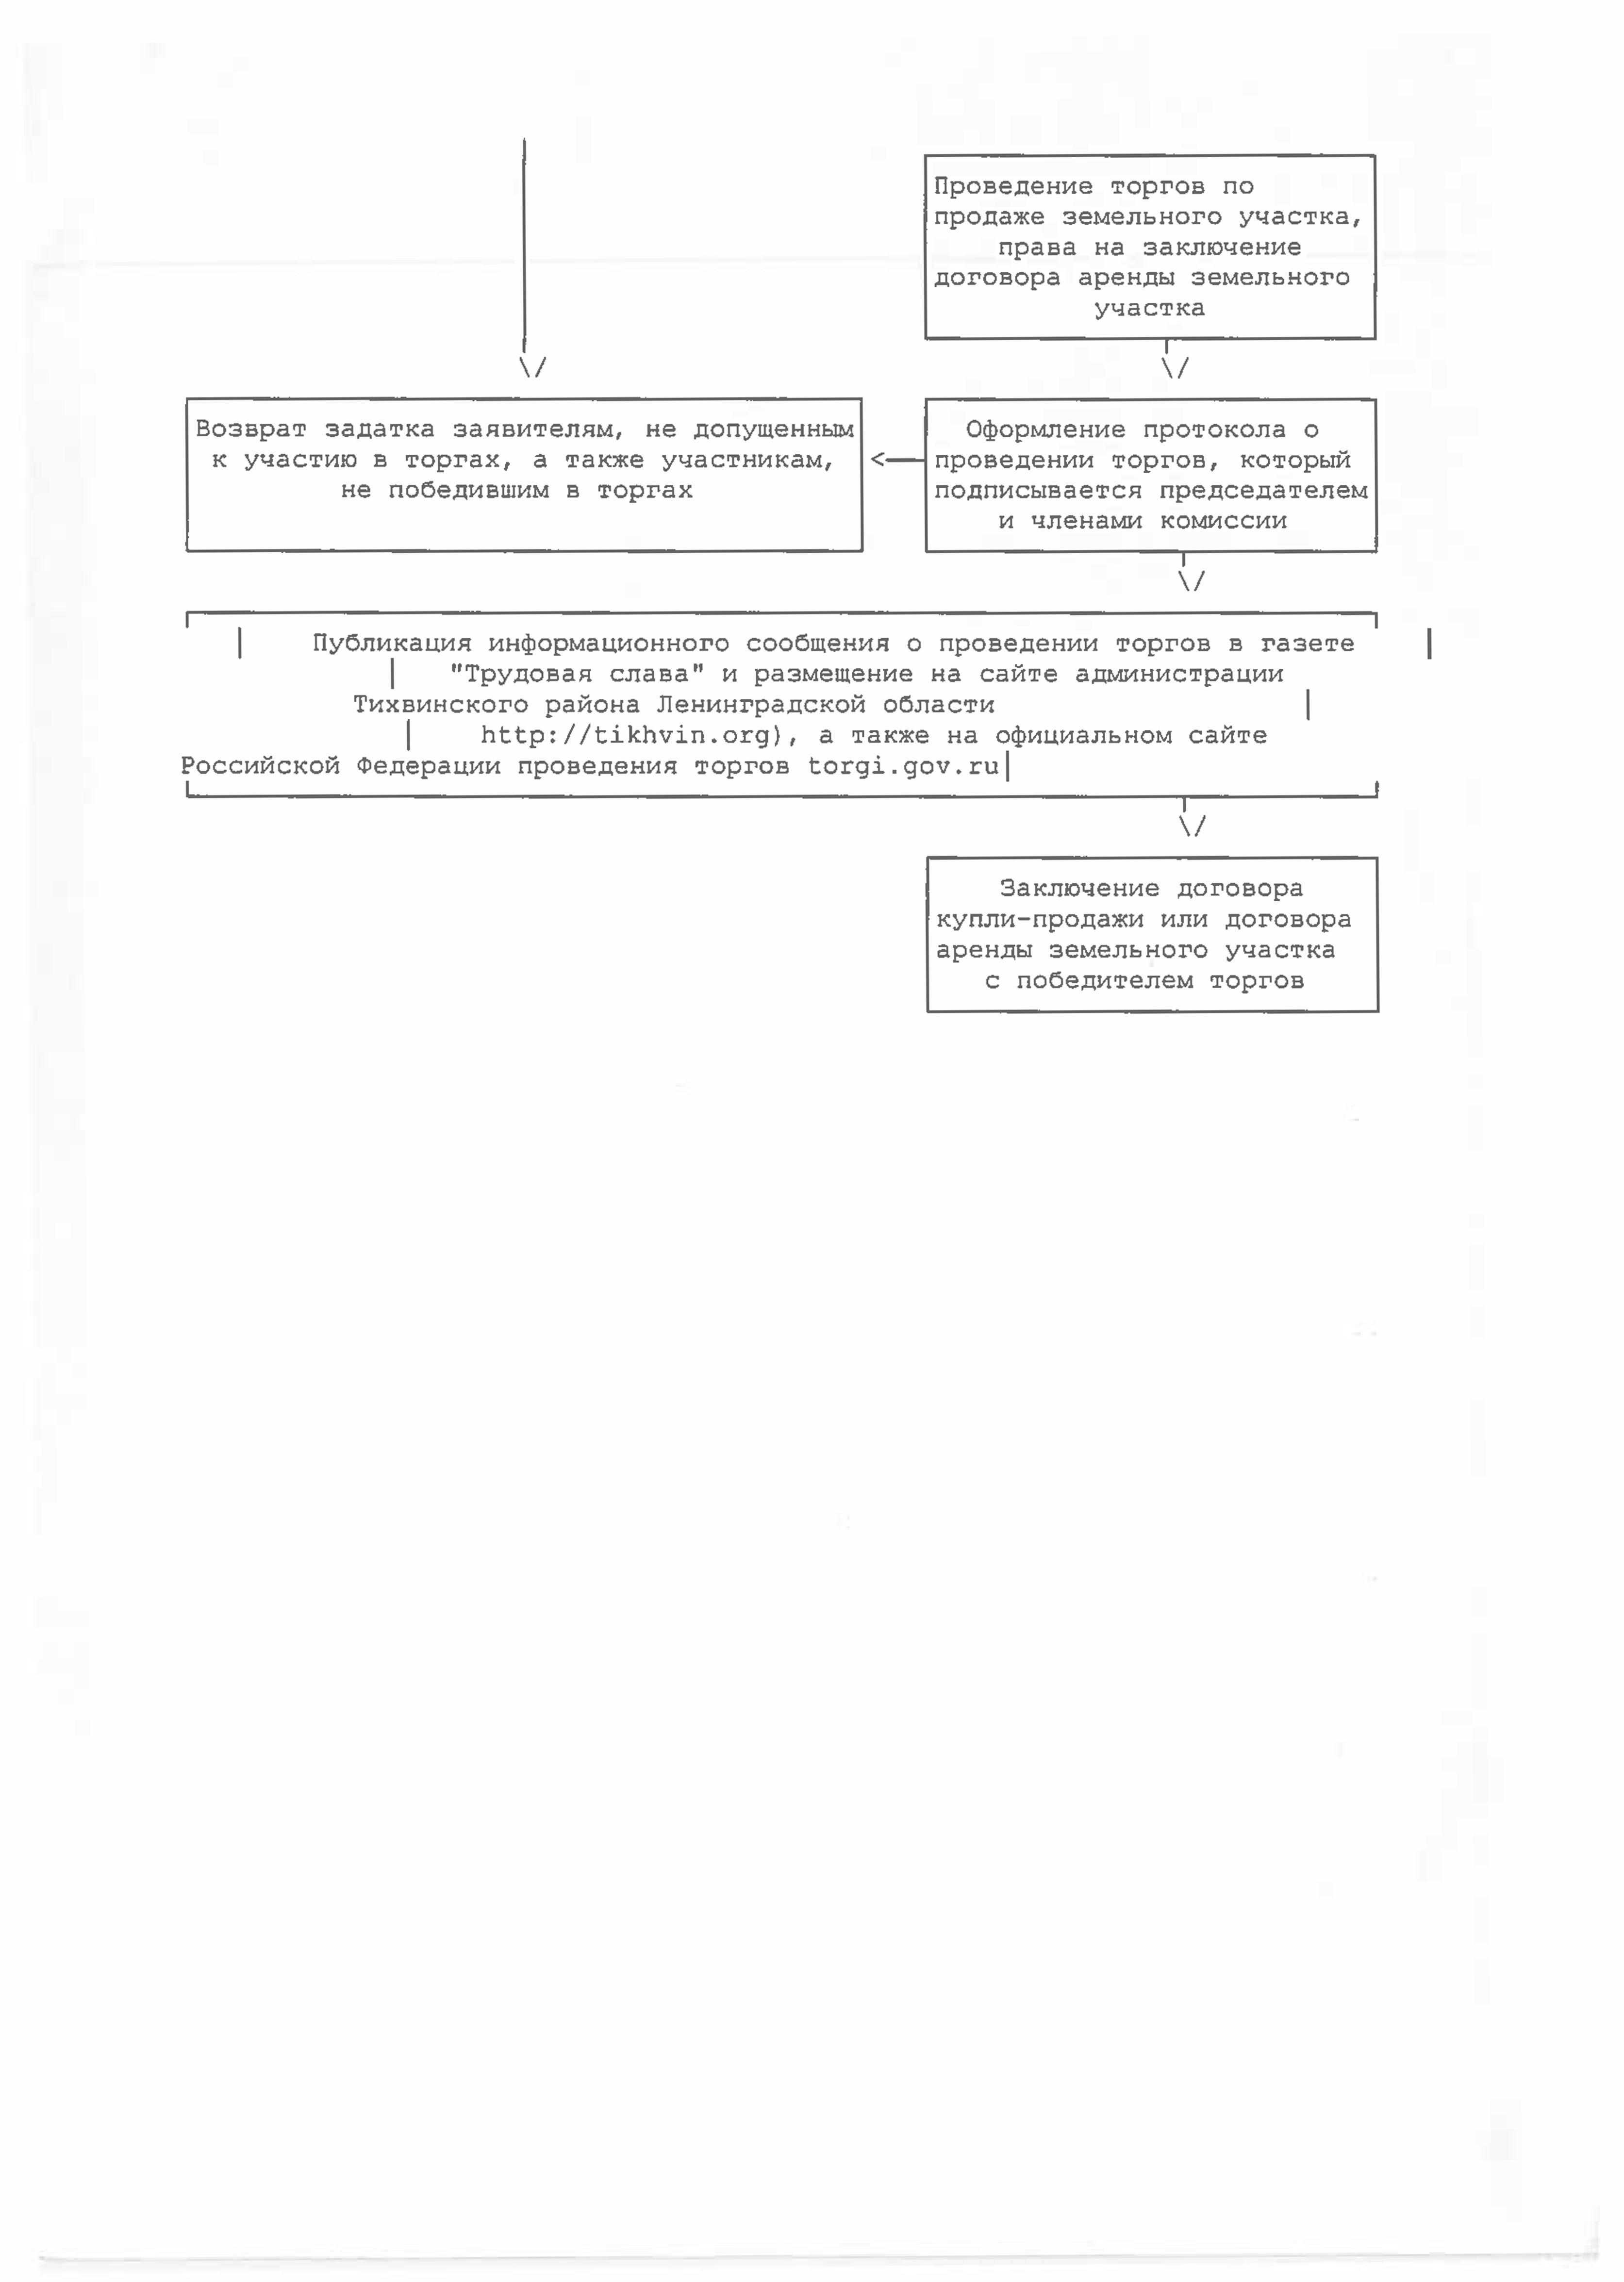 Проведение торгов по
продаже земельного участка,
права на заключение
договора аренды земельного
участка
Возврат задатка заявителям, не допущенным
к участию в торгах, а также участникам,
не победившим в торгах
Оформление протокола о
проведении торгов, который
подписывается председателем
и членами комиссии
Публикация информационного сообщения о проведении торгов в газете
"Трудовая слава" и размещение на сайте администрации
Тихвинского района Ленинградской области
http://tikhvin.org), а также на официальном сайте
Российской Федерации проведения торгов torgi.gov.ru
Заключение договора
купли-продажи или договора
аренды земельного участка
с победителем торгов